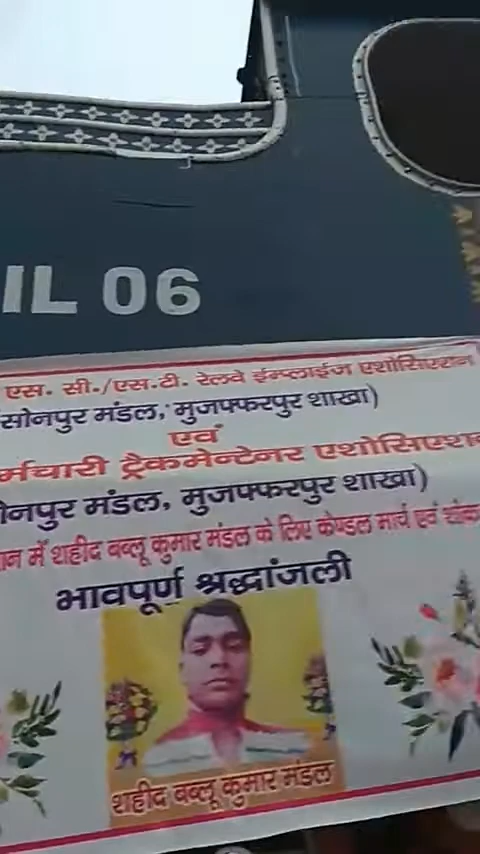 IL 06
एस. सी./एस.टी. रेलवे ईम्प्लाईज एशोसिएशन
सोनपुर मंडल, मुजफ्फरपुर शाखा)
एवं
र्मचारी ट्रैकमेन्टेनर एशोसिएशन
ोनपुर मंडल, मुजफ्फरपुर शाखा)
ान में शहीद बब्लू कुमार मंडल के लिए केण्डल मार्च एवं शोक
भावपूर्ण श्रद्धांजली
शहीद बब्लू कुमार मंडल